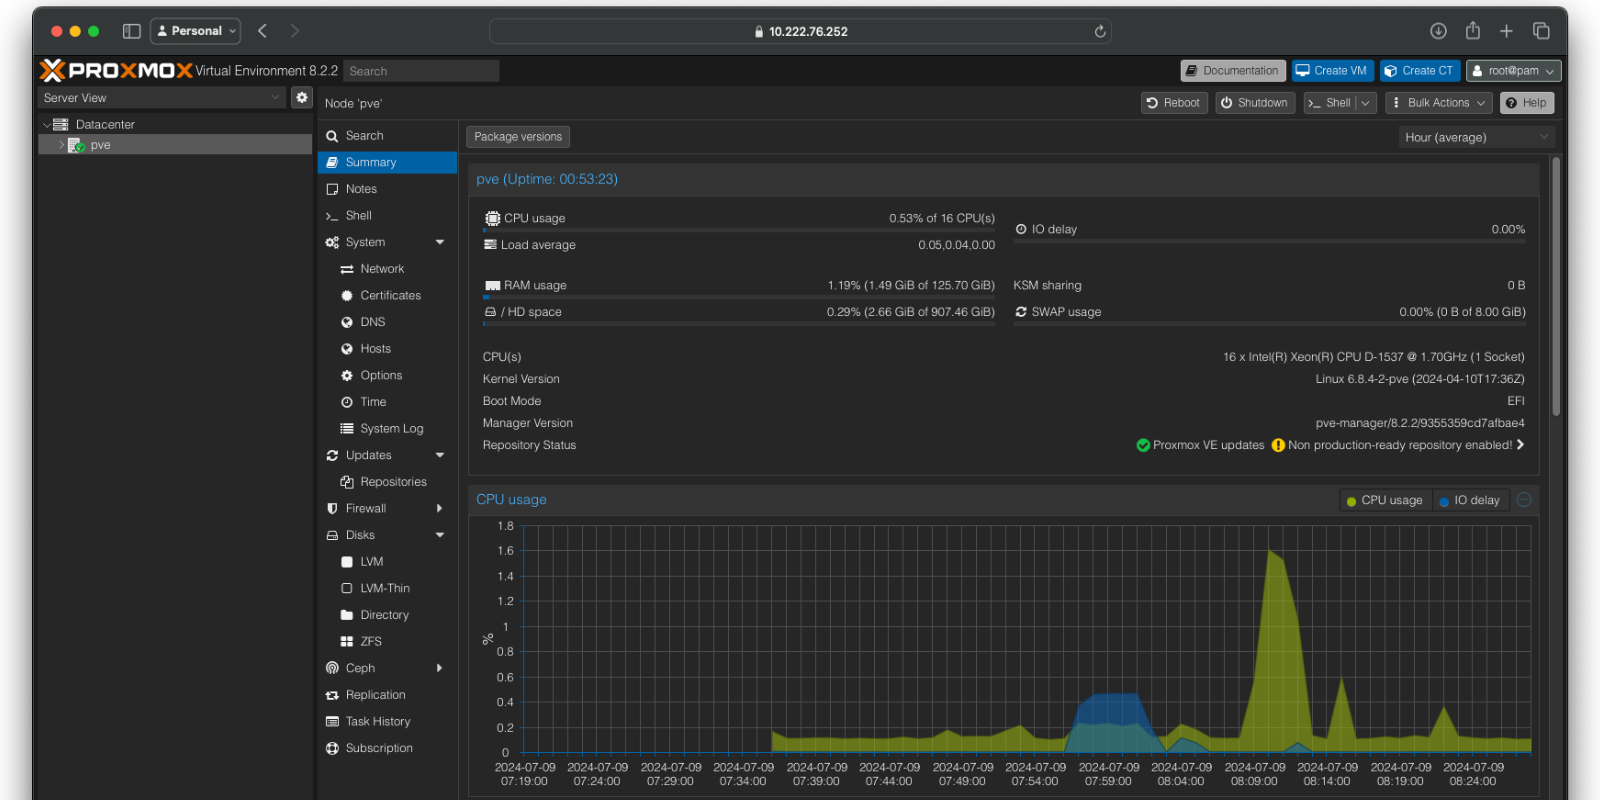 Personal
10.222.76.252
PROXMOX Virtual Environment 8.2.2 Search
Documentation Create VM Create CT root@pam
Server View
Node 'pve'
Reboot Shutdown >_ Shell Bulk Actions Help
Datacenter
pve
Search
Summary
Notes
>_ Shell
System
Network
Certificates
DNS
Hosts
Options
Time
System Log
Updates
Repositories
Firewall
Disks
LVM
LVM-Thin
Directory
ZFS
Ceph
Replication
Task History
Subscription
Package versions
Hour (average)
pve (Uptime: 00:53:23)
CPU usage 0.53% of 16 CPU(s)
IO delay 0.00%
Load average 0.05,0.04,0.00
RAM usage 1.19% (1.49 GiB of 125.70 GiB)
KSM sharing 0 B
/ HD space 0.29% (2.66 GiB of 907.46 GiB)
SWAP usage 0.00% (0 B of 8.00 GiB)
CPU(s) 16 x Intel(R) Xeon(R) CPU D-1537 @ 1.70GHz (1 Socket)
Kernel Version Linux 6.8.4-2-pve (2024-04-10T17:36Z)
Boot Mode EFI
Manager Version pve-manager/8.2.2/9355359cd7afbae4
Repository Status Proxmox VE updates Non production-ready repository enabled!
CPU usage
CPU usage IO delay
1.8
1.6
1.4
1.2
1
%
0.8
0.6
0.4
0.2
0
2024-07-09 2024-07-09 2024-07-09 2024-07-09 2024-07-09 2024-07-09 2024-07-09 2024-07-09 2024-07-09 2024-07-09 2024-07-09 2024-07-09 2024-07-09 2024-07-09
07:19:00 07:24:00 07:29:00 07:34:00 07:39:00 07:44:00 07:49:00 07:54:00 07:59:00 08:04:00 08:09:00 08:14:00 08:19:00 08:24:00